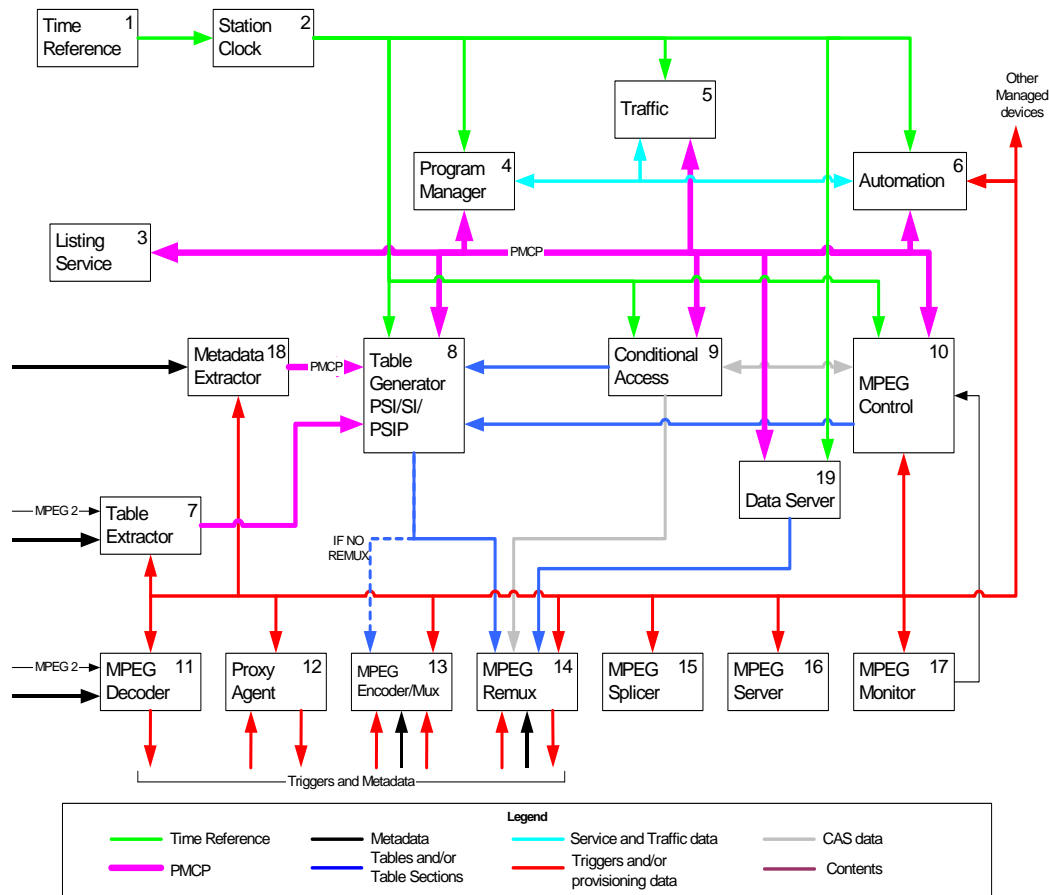 Time
Reference
1
Station
Clock
2
Traffic
5
Other
Managed
devices
Program
Manager
4
Automation
6
Listing
Service
3
PMCP
Metadata
Extractor
18
PMCP
Table
Generator
PSI/SI/
PSIP
8
Conditional
Access
9
10
MPEG
Control
19
Data Server
MPEG 2
Table
Extractor
7
IF NO
REMUX
MPEG 2
MPEG
Decoder
11
Proxy
Agent
12
MPEG
Encoder/Mux
13
MPEG
Remux
14
MPEG
Splicer
15
MPEG
Server
16
MPEG
Monitor
17
Triggers and Metadata
Legend
Time Reference
Metadata
Service and Traffic data
CAS data
PMCP
Tables and/or
Table Sections
Triggers and/or
provisioning data
Contents